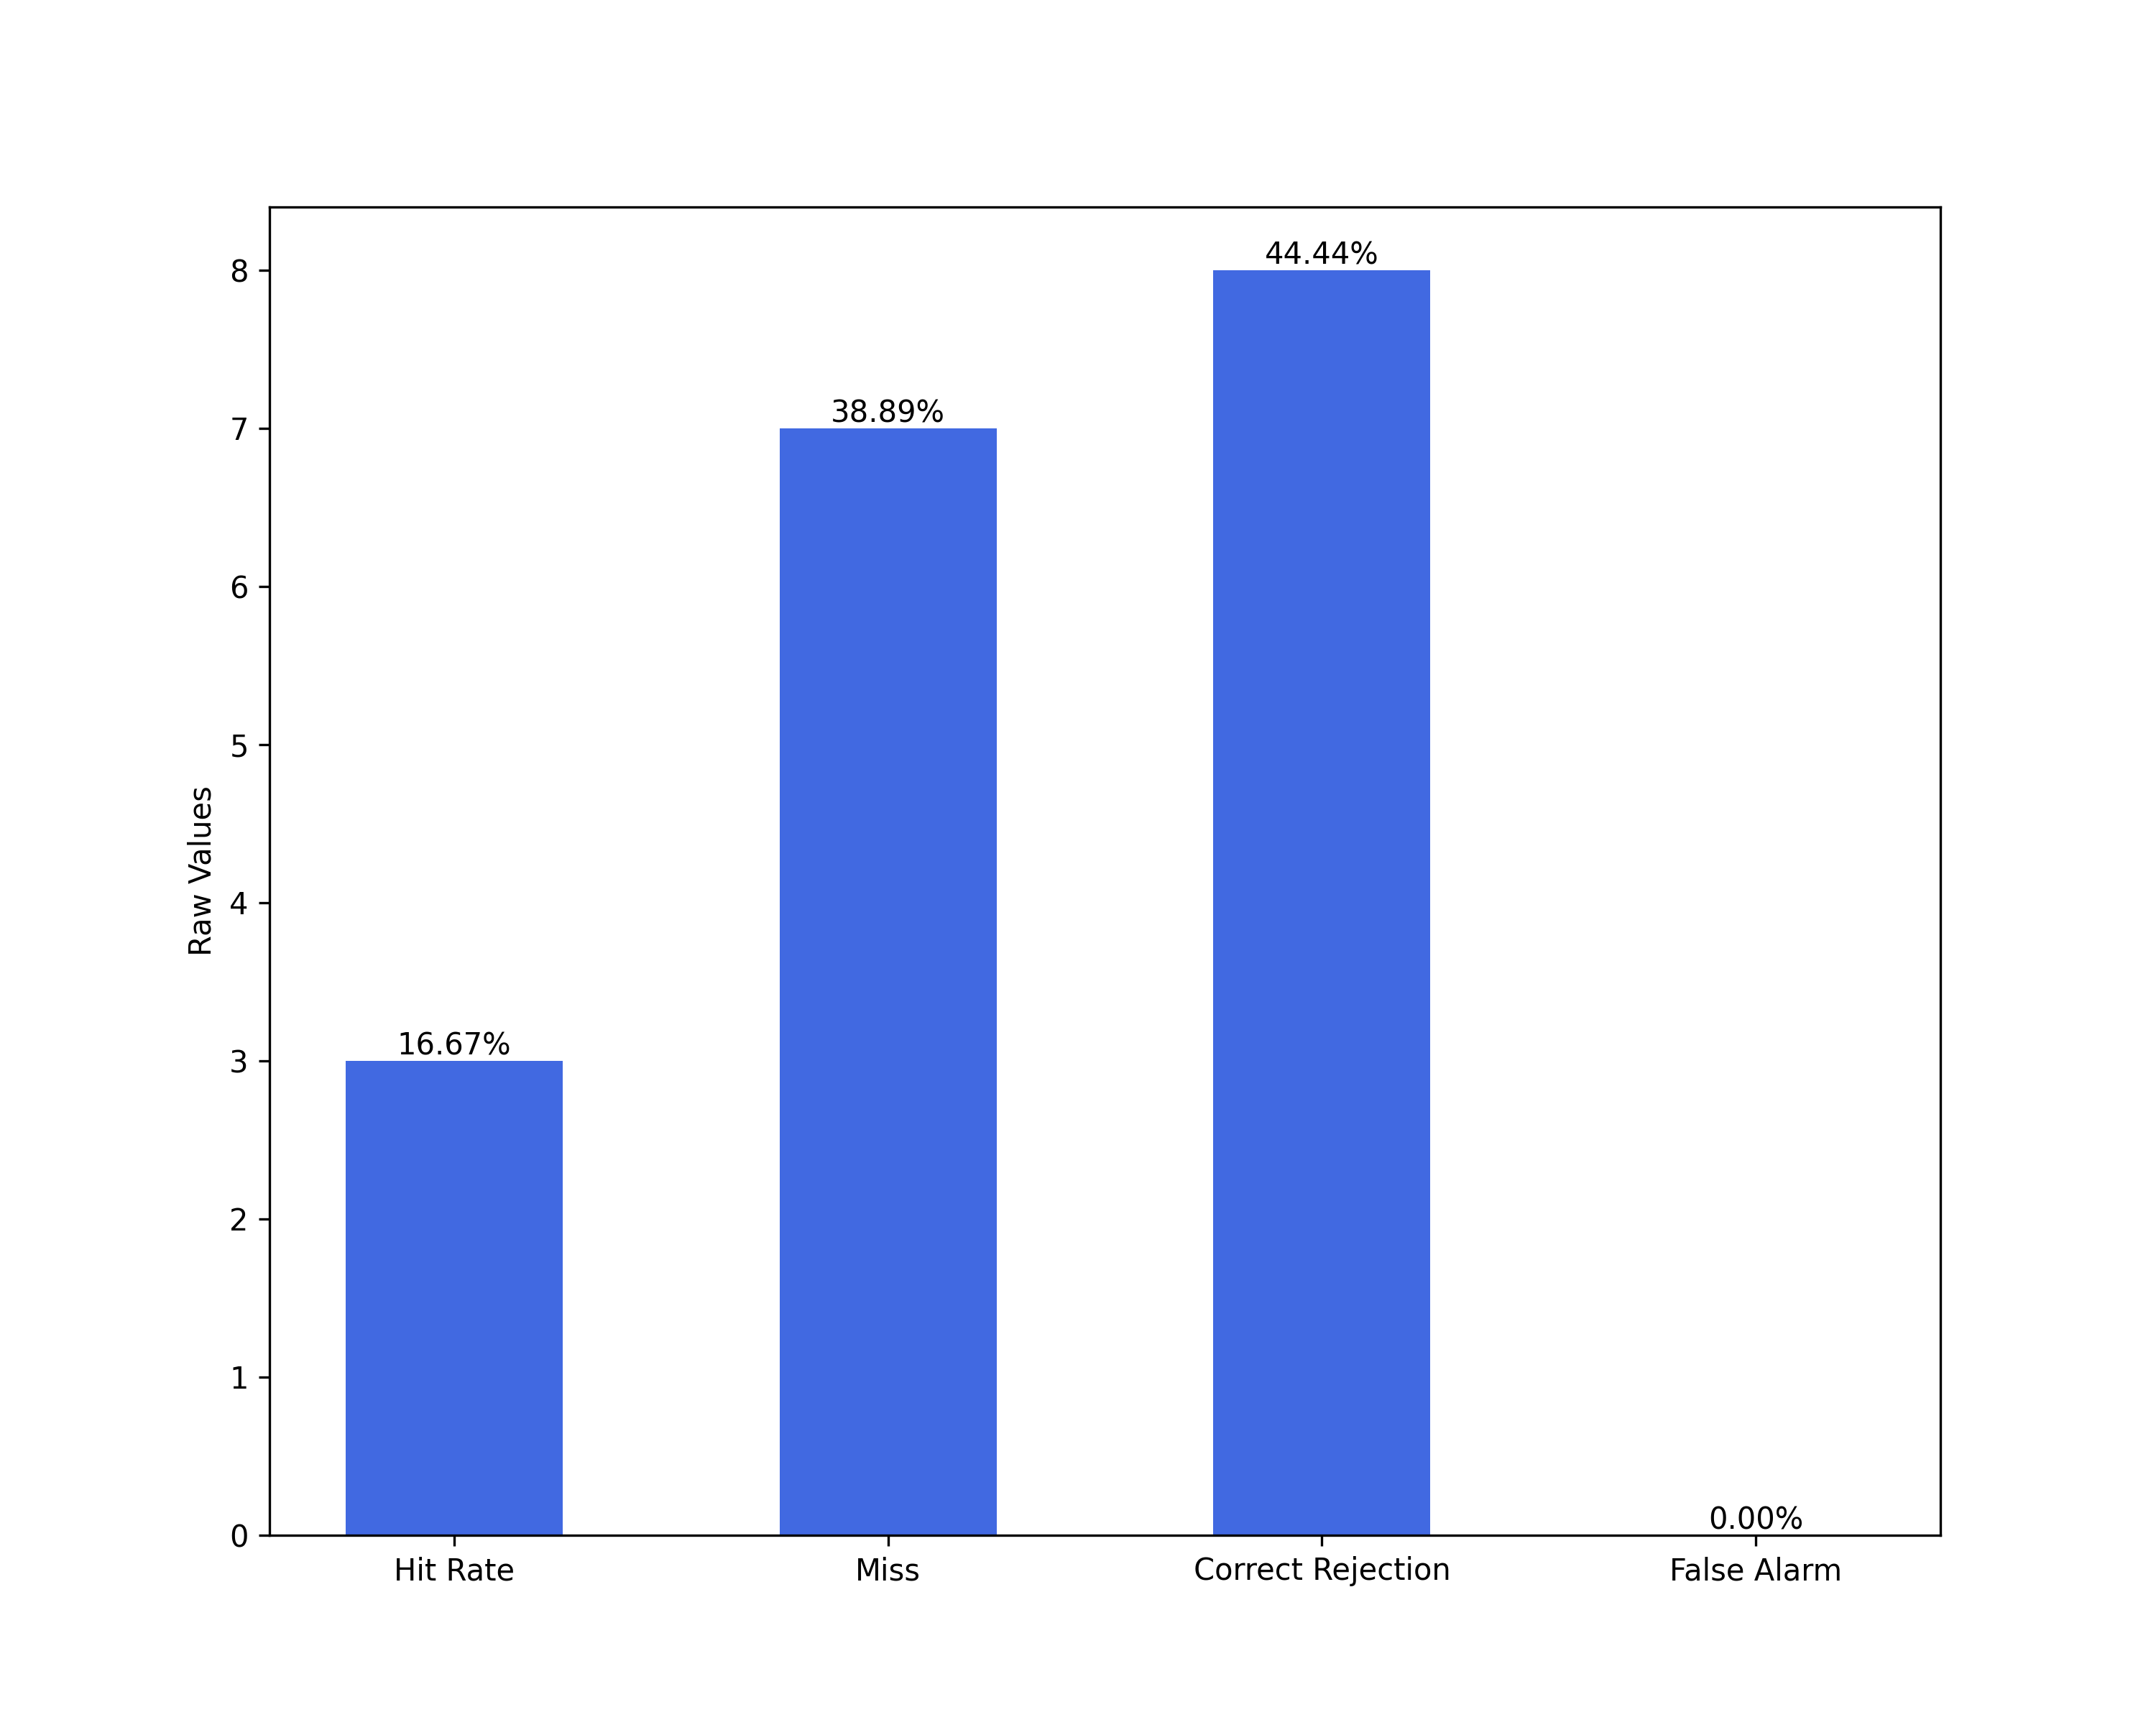 44.44%
8
38.89%
7
6
5
Raw Values
4
16.67%
3
2
1
0.00%
0
Hit Rate
Miss
Correct Rejection
False Alarm